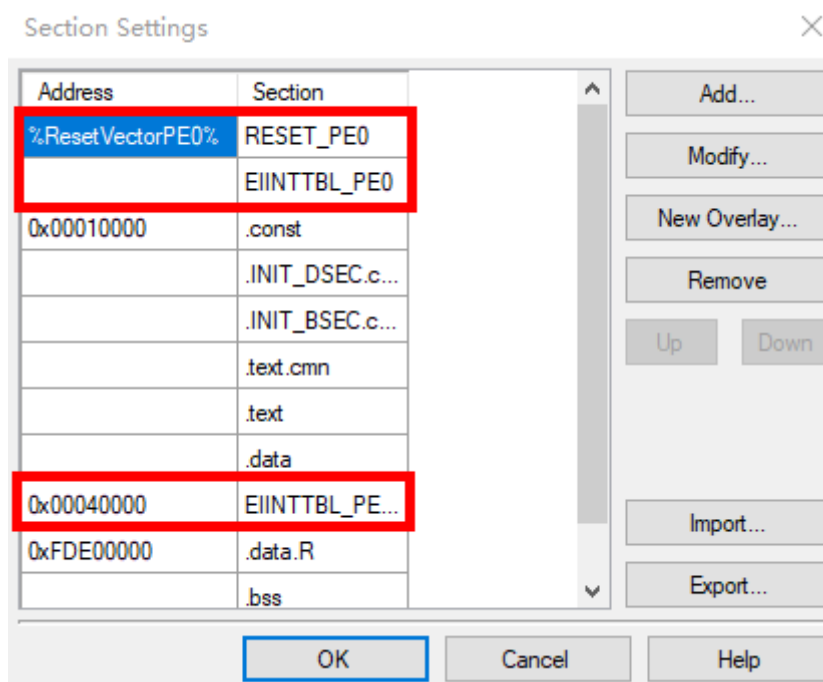 Section Settings
Address Section
%ResetVectorPE0% RESET_PE0
EIINTTBL_PE0
0x00010000 .const
.INIT_DSEC.c...
.INIT_BSEC.c...
.text.cmn
.text
.data
0x00040000 EIINTTBL_PE...
0xFDE00000 .data.R
.bss
Add...
Modify...
New Overlay...
Remove
Up Down
Import...
Export...
OK Cancel Help